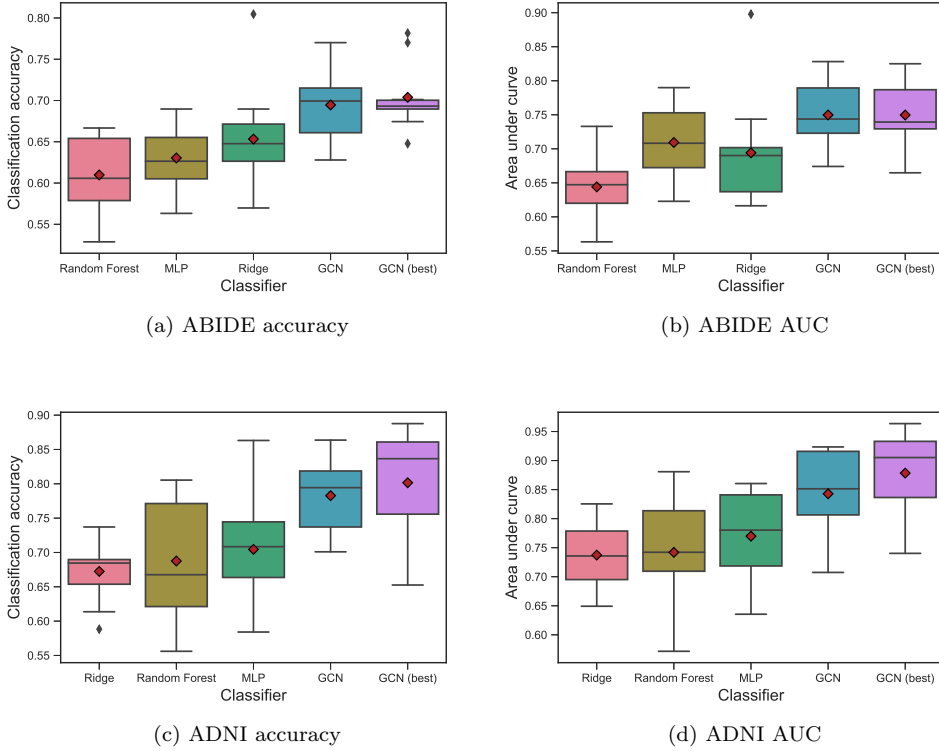 0.80
0.75
0.70
0.65
0.60
0.55
Classification accuracy
Random Forest MLP Ridge GCN GCN (best)
Classifier
(a) ABIDE accuracy
0.90
0.85
0.80
0.75
0.70
0.65
0.60
0.55
Area under curve
Random Forest MLP Ridge GCN GCN (best)
Classifier
(b) ABIDE AUC
0.90
0.85
0.80
0.75
0.70
0.65
0.60
0.55
Classification accuracy
Ridge Random Forest MLP GCN GCN (best)
Classifier
(c) ADNI accuracy
0.95
0.90
0.85
0.80
0.75
0.70
0.65
0.60
Area under curve
Ridge Random Forest MLP GCN GCN (best)
Classifier
(d) ADNI AUC